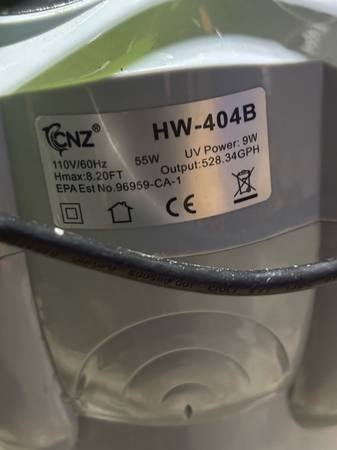 CNZ®
HW-404B
110V/60Hz 55W UV Power: 9W
Hmax:8.20FT Output:528.34GPH
EPA Est No.96959-CA-1
CE